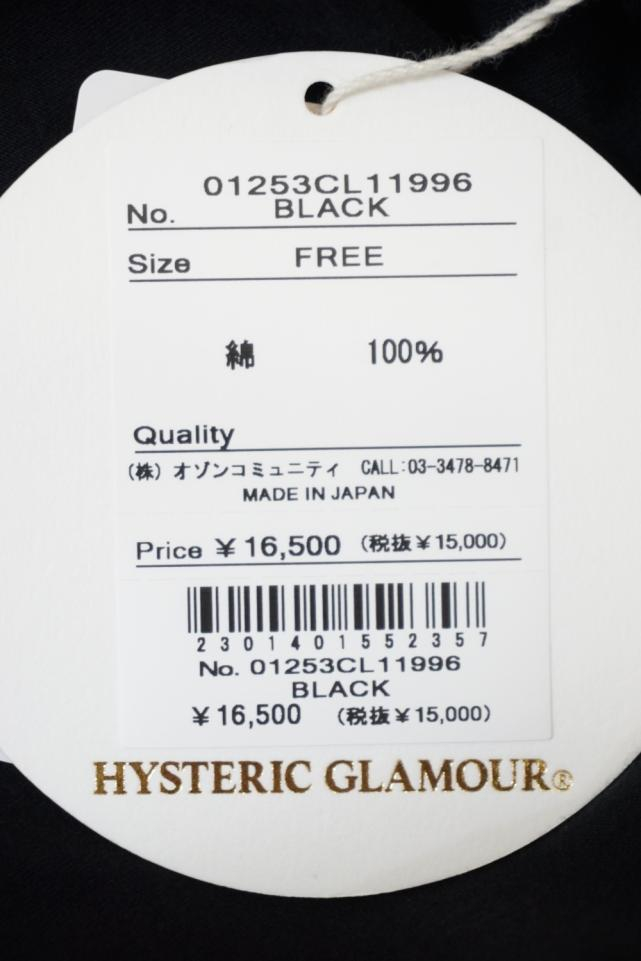 01253CL11996
No. BLACK
Size FREE
綿 100%
Quality
(株) オゾンコミュニティ CALL:03-3478-8471
MADE IN JAPAN
Price ¥16,500 (税抜¥15,000)
2301401552357
No. 01253CL11996
BLACK
¥16,500 (税抜¥15,000)
HYSTERIC GLAMOUR®